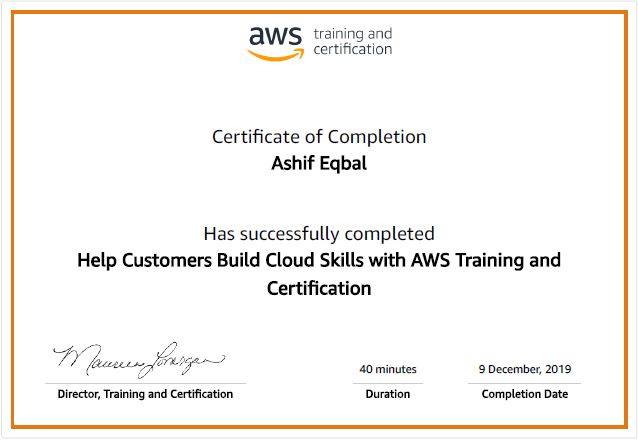 aws training and
certification
Certificate of Completion
Ashif Eqbal
Has successfully completed
Help Customers Build Cloud Skills with AWS Training and
Certification
Maureen Lonergan
40 minutes
9 December, 2019
Director, Training and Certification
Duration
Completion Date